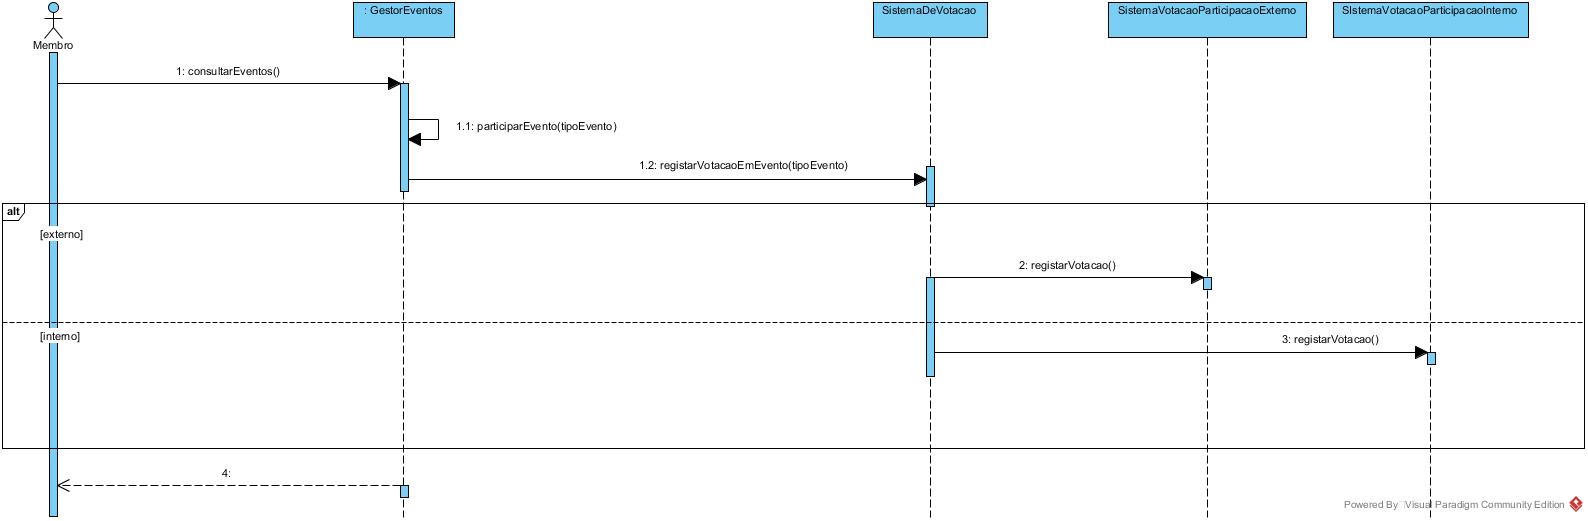 : GestorEventos
SistemaDeVotacao
SistemaVotacaoParticipacaoExterno
SIstemaVotacaoParticipacaoInterno
Membro
1: consultarEventos()
1.1: participarEvento(tipoEvento)
1.2: registarVotacaoEmEvento(tipoEvento)
alt
[externo]
2: registarVotacao()
[interno]
3: registarVotacao()
4:
Powered By Visual Paradigm Community Edition